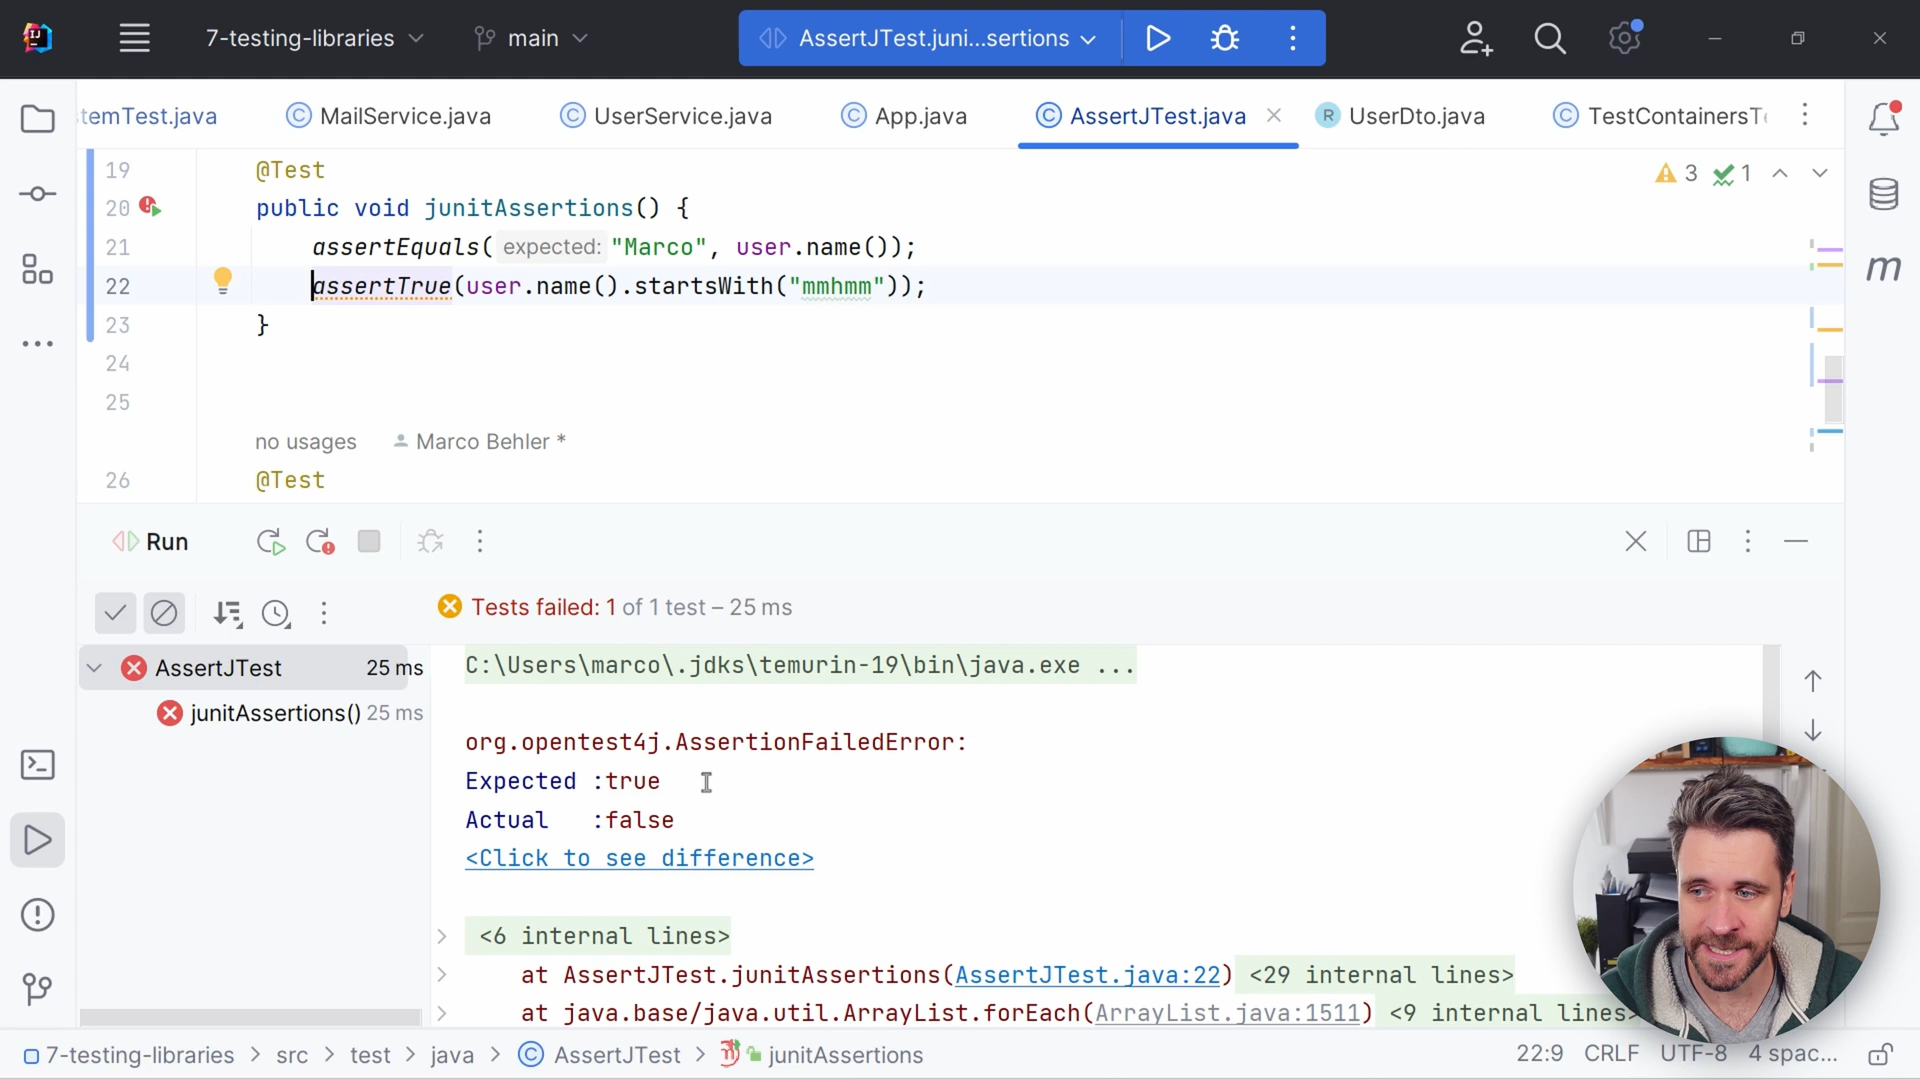 7-testing-libraries main AssertJTest.juni...sertions
temTest.java MailService.java UserService.java App.java AssertJTest.java UserDto.java TestContainersT
19 @Test 3 1
20 public void junitAssertions() {
21 assertEquals( expected: "Marco", user.name());
22 assertTrue(user.name().startsWith("mmhmm"));
23 }
24
25
no usages Marco Behler *
26 @Test
Run
Tests failed: 1 of 1 test – 25 ms
AssertJTest 25 ms
junitAssertions() 25 ms
C:\Users\marco\.jdks\temurin-19\bin\java.exe ...
org.opentest4j.AssertionFailedError:
Expected :true
Actual :false
<Click to see difference>
<6 internal lines>
at AssertJTest.junitAssertions(AssertJTest.java:22) <29 internal lines>
at java.base/java.util.ArrayList.forEach(ArrayList.java:1511) <9 internal lines>
7-testing-libraries > src > test > java > AssertJTest > junitAssertions 22:9 CRLF UTF-8 4 spac...